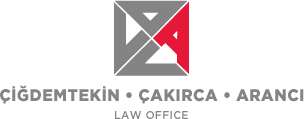 ÇİĞDEMTEKİN • ÇAKIRCA • ARANCI
LAW OFFICE